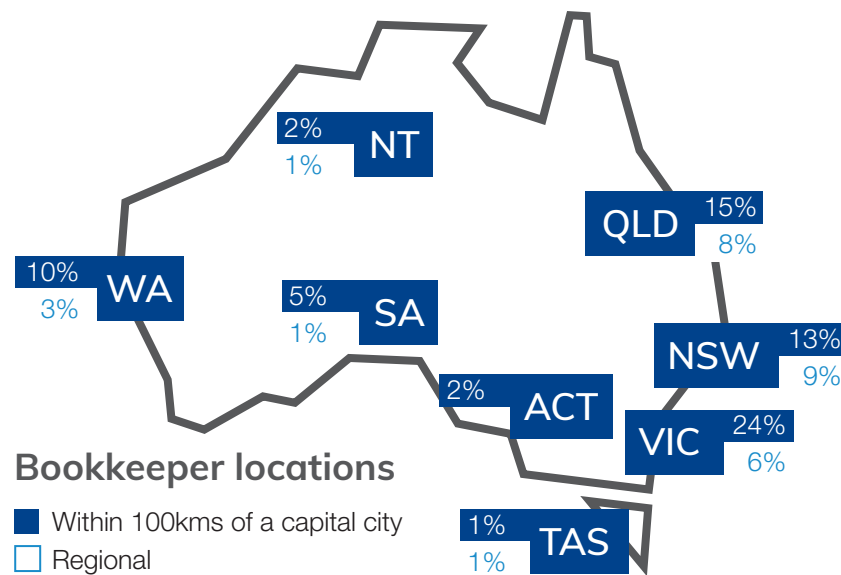 2%
NT
1%
15%
QLD
8%
10%
WA
3%
5%
SA
1%
13%
NSW
9%
2%
ACT
24%
VIC
6%
Bookkeeper locations
Within 100kms of a capital city
Regional
1%
TAS
1%